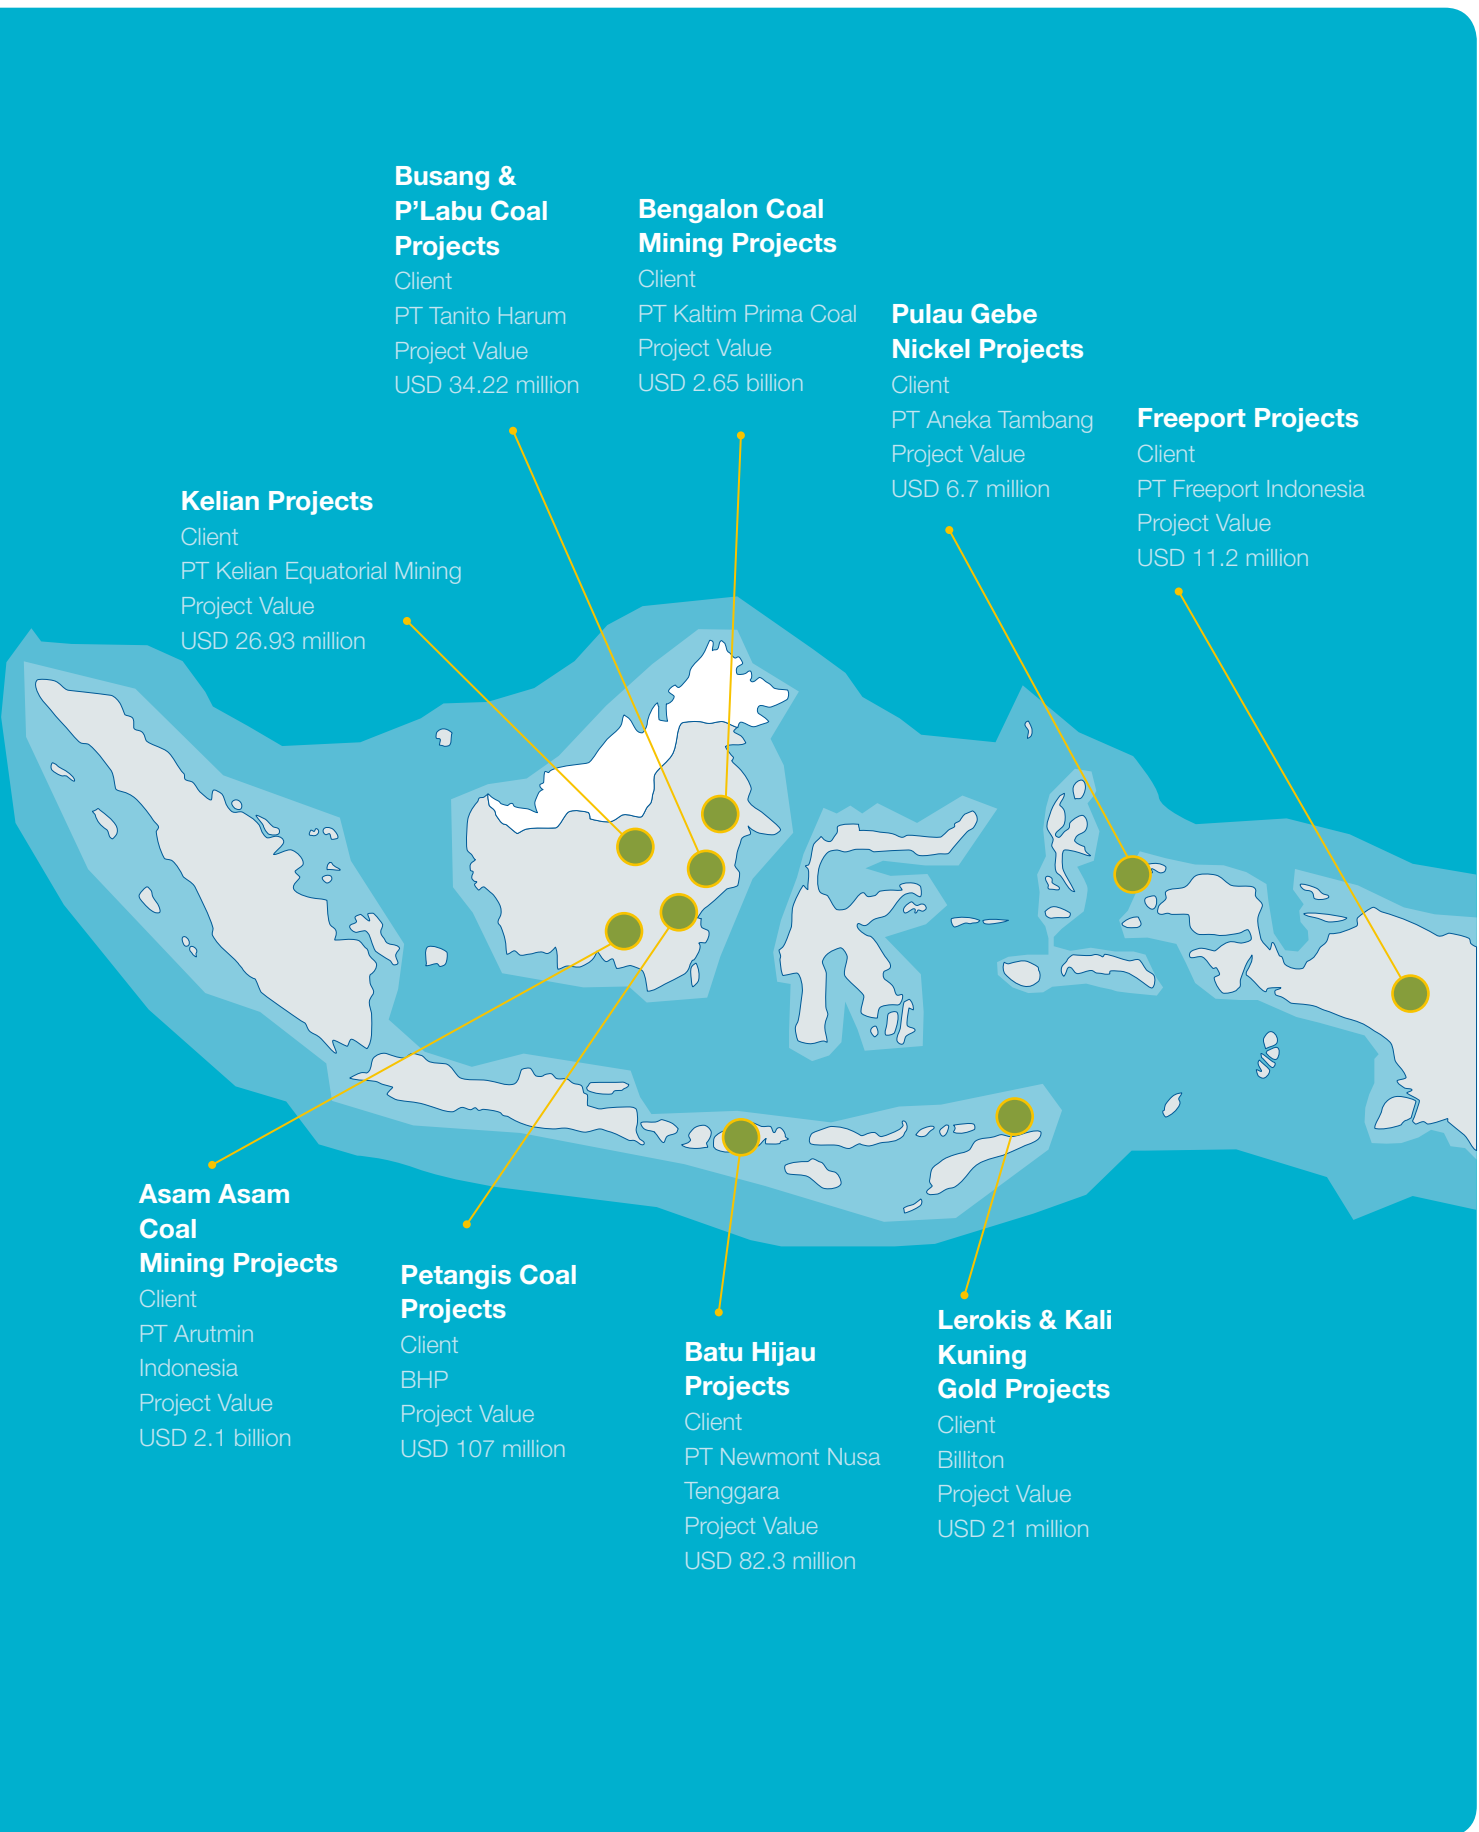 Busang &
P'Labu Coal
Projects
Client
PT Tanito Harum
Project Value
USD 34.22 million
Bengalon Coal
Mining Projects
Client
PT Kaltim Prima Coal
Project Value
USD 2.65 billion
Pulau Gebe
Nickel Projects
Client
PT Aneka Tambang
Project Value
USD 6.7 million
Freeport Projects
Client
PT Freeport Indonesia
Project Value
USD 11.2 million
Kelian Projects
Client
PT Kelian Equatorial Mining
Project Value
USD 26.93 million
Asam Asam
Coal
Mining Projects
Client
PT Arutmin
Indonesia
Project Value
USD 2.1 billion
Petangis Coal
Projects
Client
BHP
Project Value
USD 107 million
Batu Hijau
Projects
Client
PT Newmont Nusa
Tenggara
Project Value
USD 82.3 million
Lerokis & Kali
Kuning
Gold Projects
Client
Billiton
Project Value
USD 21 million